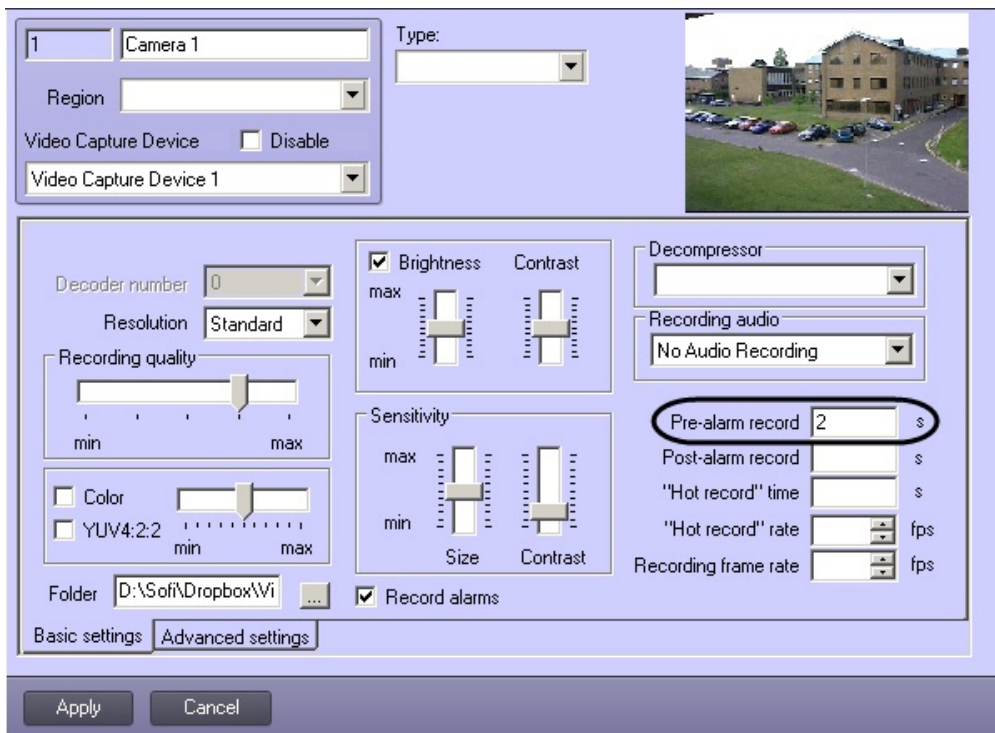 1
Camera 1
Type:
Region
Video Capture Device
Disable
Video Capture Device 1
Decoder number
0
Resolution
Standard
Recording quality
min
max
Color
YUV4:2:2
min
max
Folder
D:\Sofi\Dropbox\Vi
...
Brightness
Contrast
max
min
Sensitivity
max
min
Size
Contrast
Record alarms
Decompressor
Recording audio
No Audio Recording
Pre-alarm record
2
s
Post-alarm record
s
"Hot record" time
s
"Hot record" rate
fps
Recording frame rate
fps
Basic settings
Advanced settings
Apply
Cancel